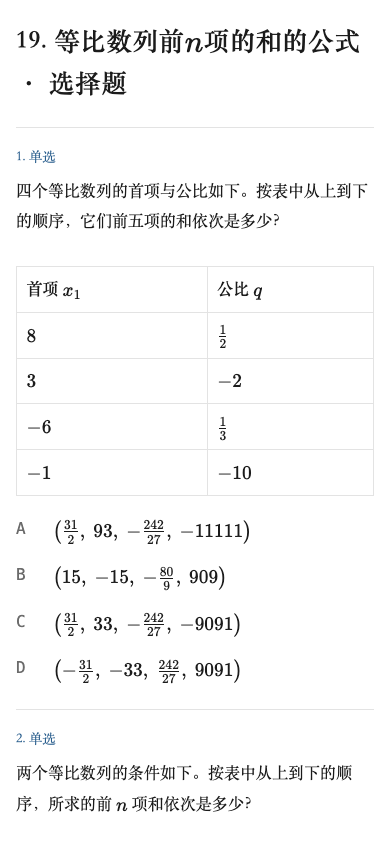 19. 等比数列前n项的和的公式
· 选择题
1. 单选
四个等比数列的首项与公比如下。按表中从上到下
的顺序，它们前五项的和依次是多少？
首项 x₁ 公比 q
8 1/2
3 −2
−6 1/3
−1 −10
A (31/2, 93, −242/27, −11111)
B (15, −15, −80/9, 909)
C (31/2, 33, −242/27, −9091)
D (−31/2, −33, 242/27, 9091)
2. 单选
两个等比数列的条件如下。按表中从上到下的顺
序，所求的前 n 项和依次是多少？